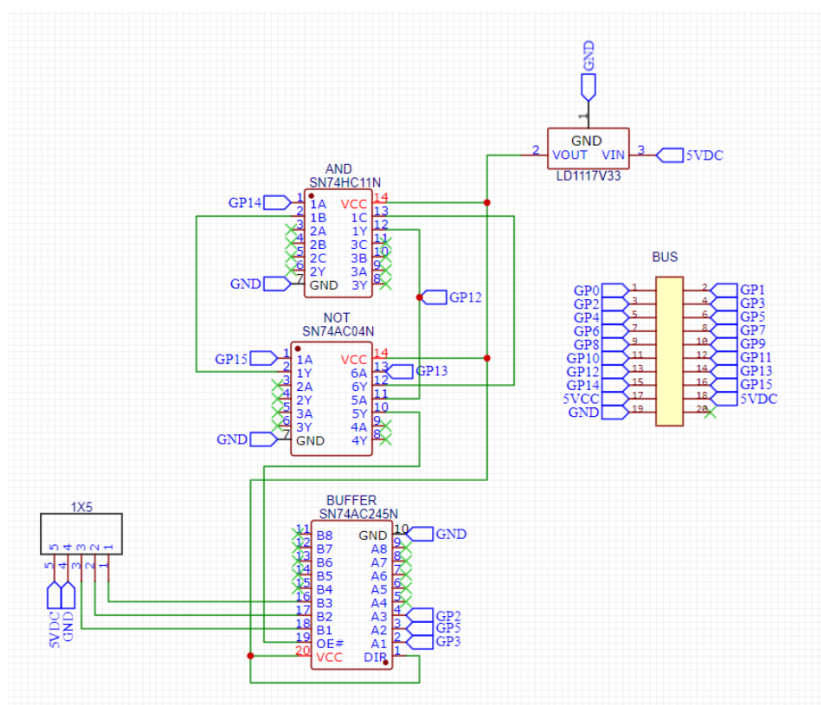 GND
1
GND
2 VOUT VIN 3 5VDC
LD1117V33
AND
SN74HC11N
GP14 1 1A VCC 14
2 1B 1C 13
3 2A 1Y 12
4 2B 3C 11
5 2C 3B 10
6 2Y 3A 9
GND 7 GND 3Y 8
GP12
NOT
SN74AC04N
GP15 1 1A VCC 14
2 1Y 6A 13 GP13
3 2A 6Y 12
4 2Y 5A 11
5 3A 5Y 10
6 3Y 4A 9
GND 7 GND 4Y 8
BUS
GP0 1 2 GP1
GP2 3 4 GP3
GP4 5 6 GP5
GP6 7 8 GP7
GP8 9 10 GP9
GP10 11 12 GP11
GP12 13 14 GP13
GP14 15 16 GP15
5VCC 17 18 5VDC
GND 19 20
BUFFER
SN74AC245N
11 B8 GND 10 GND
12 B7 A8 9
13 B6 A7 8
14 B5 A6 7
15 B4 A5 6
16 B3 A4 5
17 B2 A3 4 GP2
18 B1 A2 3 GP5
19 OE# A1 2 GP3
20 VCC DIR 1
1X5
5 4 3 2 1
5 4 3 2 1
5VDC
GND